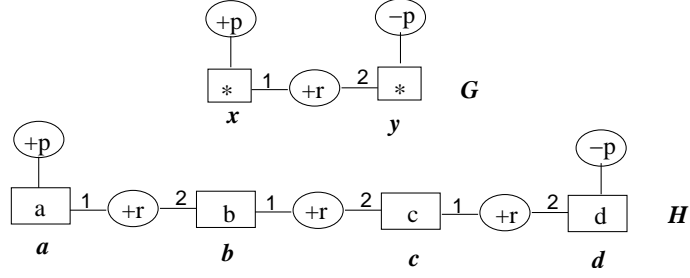 +p −p
* 1 +r 2 * G
x y
+p −p
a 1 +r 2 b 1 +r 2 c 1 +r 2 d H
a b c d